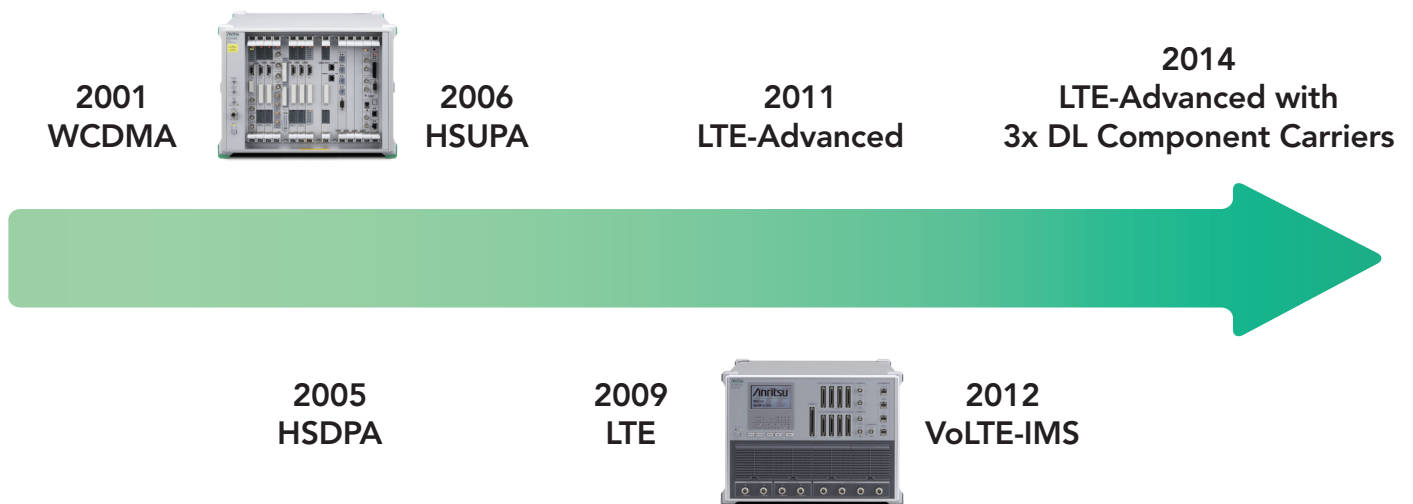 2001
WCDMA
Anritsu
2006
HSUPA
2011
LTE-Advanced
2014
LTE-Advanced with
3x DL Component Carriers
2005
HSDPA
2009
LTE
Anritsu
2012
VoLTE-IMS